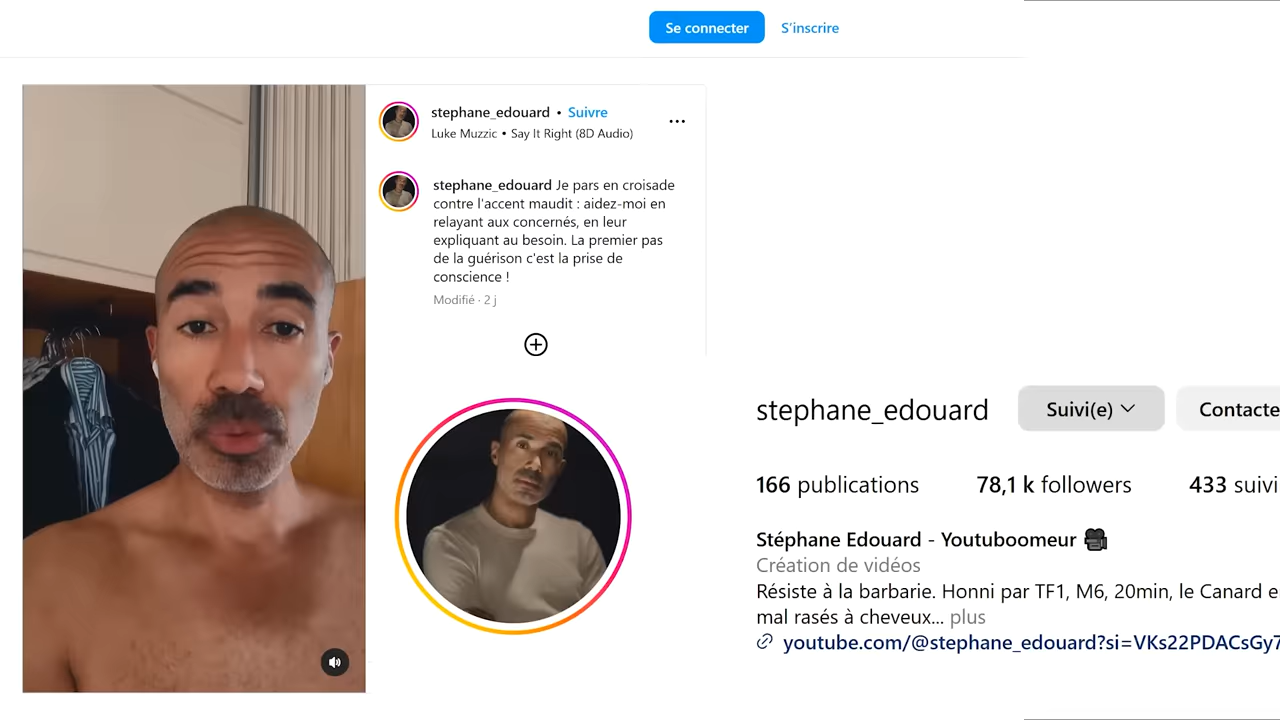 Se connecter S'inscrire
stephane_edouard • Suivre
Luke Muzzic • Say It Right (8D Audio)
stephane_edouard Je pars en croisade
contre l'accent maudit : aidez-moi en
relayant aux concernés, en leur
expliquant au besoin. La premier pas
de la guérison c'est la prise de
conscience !
Modifié · 2 j
stephane_edouard Suivi(e) Contacte
166 publications 78,1 k followers 433 suivi
Stéphane Edouard - Youtuboomeur
Création de vidéos
Résiste à la barbarie. Honni par TF1, M6, 20min, le Canard e
mal rasés à cheveux... plus
youtube.com/@stephane_edouard?si=VKs22PDACsGy7